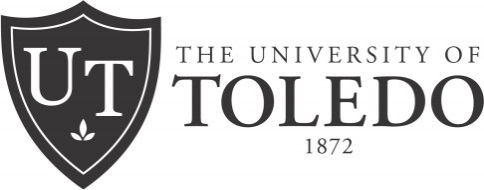 UT
THE UNIVERSITY OF
TOLEDO
1872